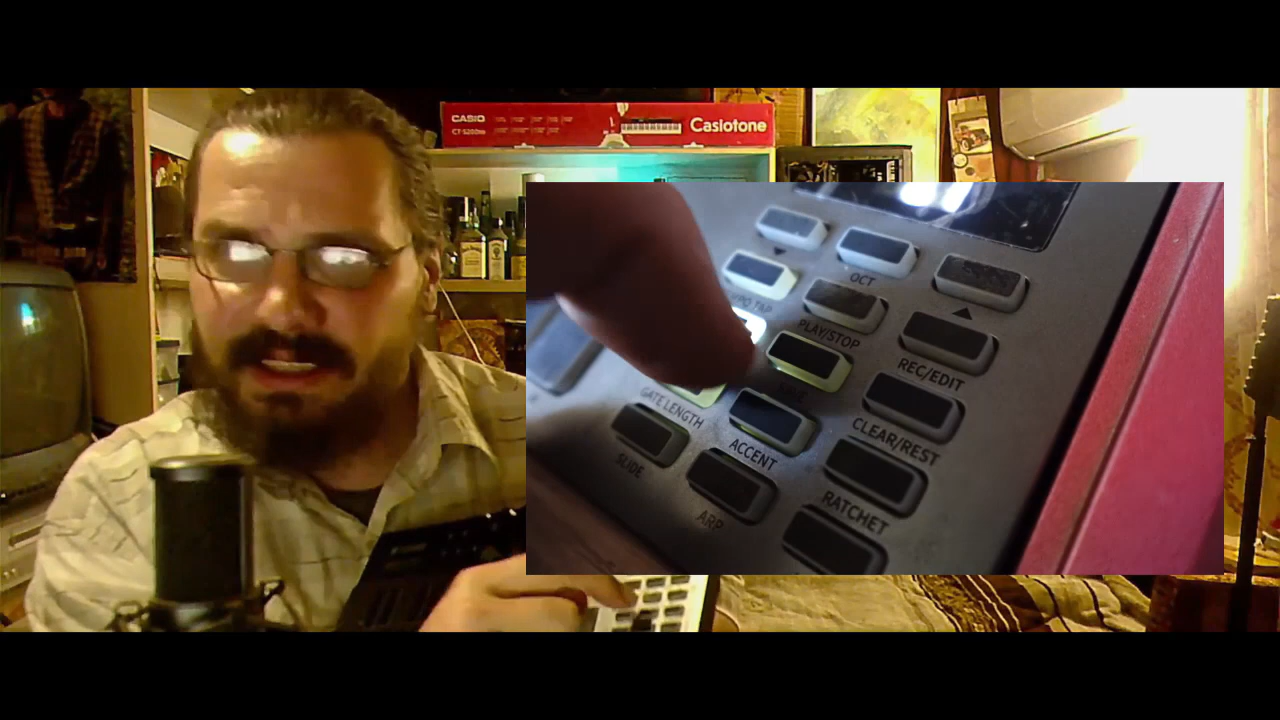 CASIO
CT-S200
Casiotone
OCT
PLAY/STOP
REC/EDIT
GATE LENGTH
ACCENT
CLEAR/REST
SLIDE
ARP
RATCHET